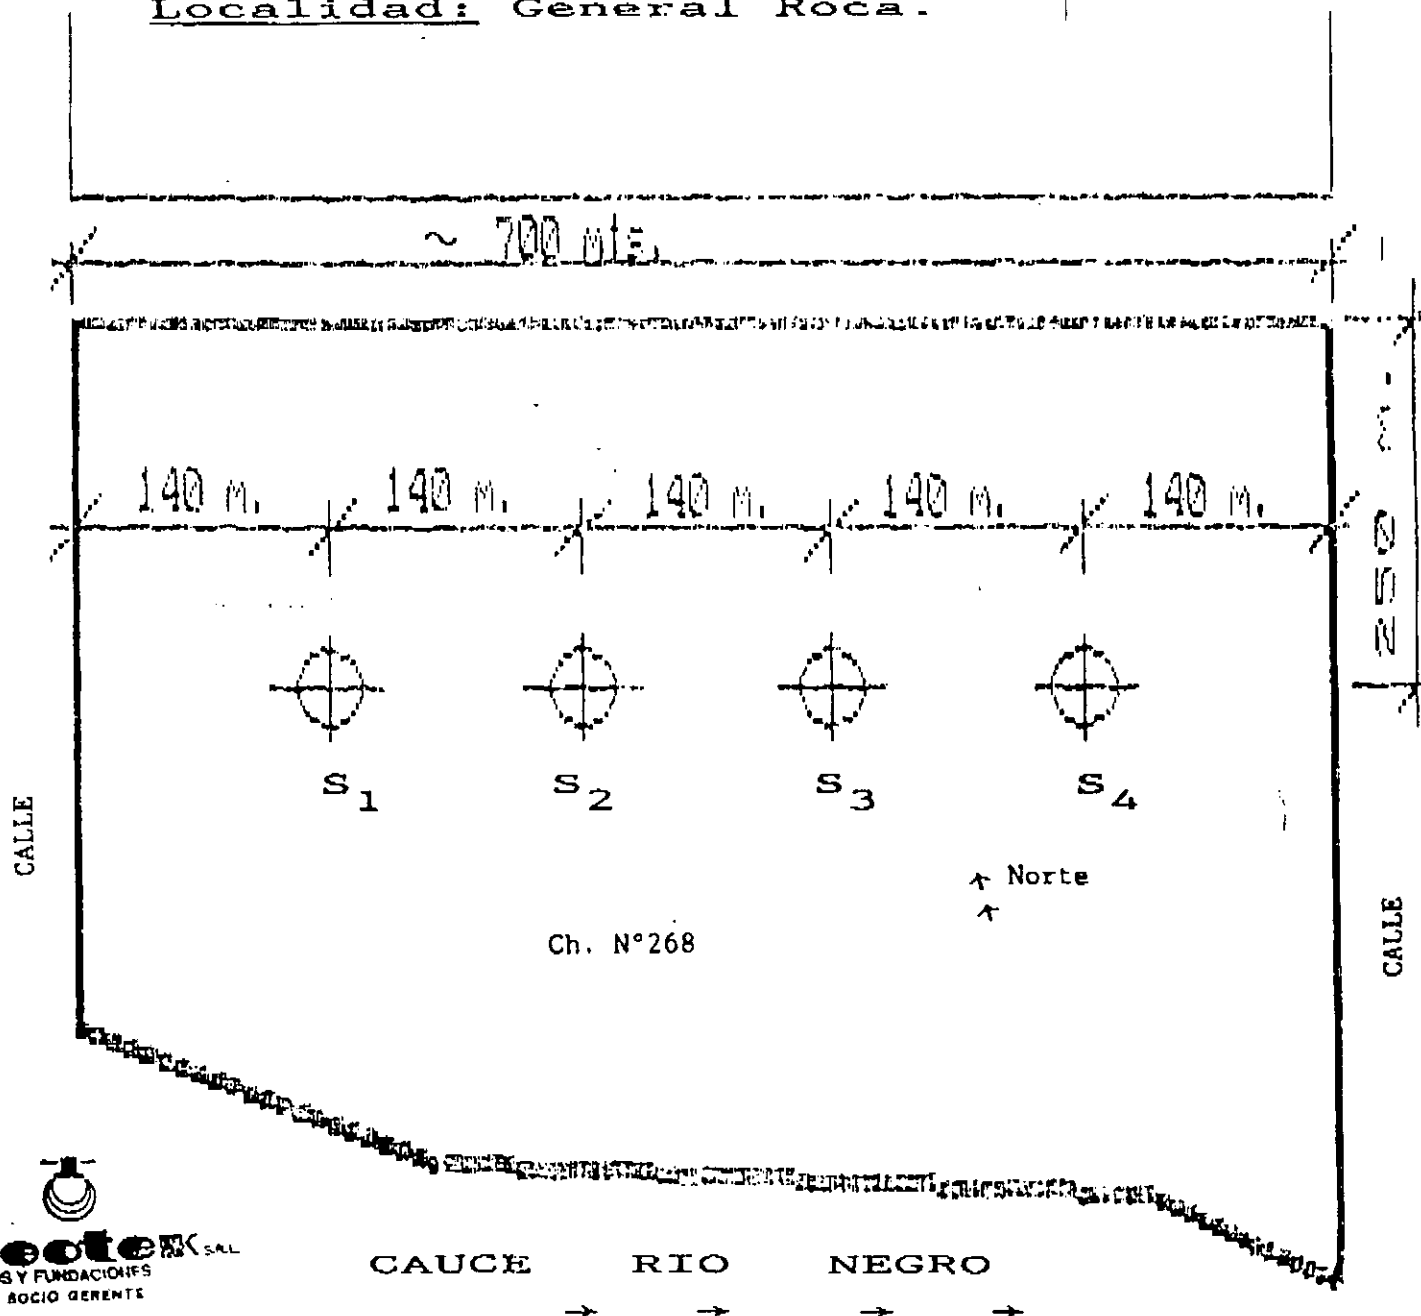 Localidad: General Roca.
~ 700 mts.
140 m. 140 m. 140 m. 140 m. 140 m.
250 m.
S1 S2 S3 S4
CALLE
Norte
Ch. N°268
CALLE
S.R.L.
S Y FUNDACIONES
SOCIO GERENTE
CAUCE RIO NEGRO